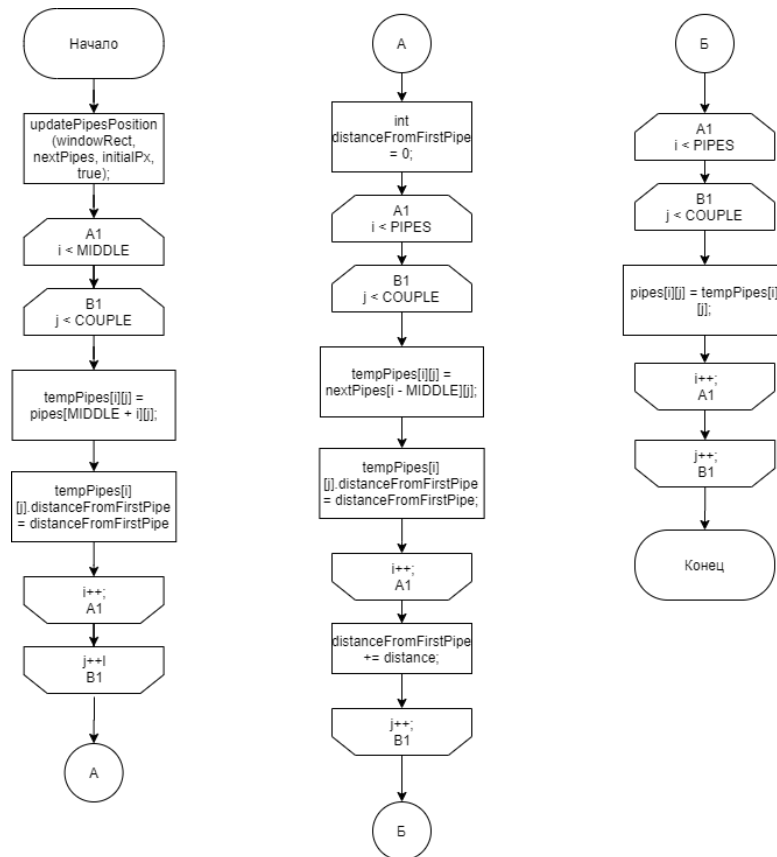 Начало
updatePipesPosition
(windowRect,
nextPipes, initialPx,
true);
A1
i < MIDDLE
B1
j < COUPLE
tempPipes[i][j] =
pipes[MIDDLE + i][j];
tempPipes[i]
[j].distanceFromFirstPipe
= distanceFromFirstPipe
i++;
A1
j++I
B1
А
А
int
distanceFromFirstPipe
= 0;
A1
i < PIPES
B1
j < COUPLE
tempPipes[i][j] =
nextPipes[i - MIDDLE][j];
tempPipes[i]
[j].distanceFromFirstPipe
= distanceFromFirstPipe;
i++;
A1
distanceFromFirstPipe
+= distance;
j++;
B1
Б
Б
A1
i < PIPES
B1
j < COUPLE
pipes[i][j] = tempPipes[i]
[j];
i++;
A1
j++;
B1
Конец